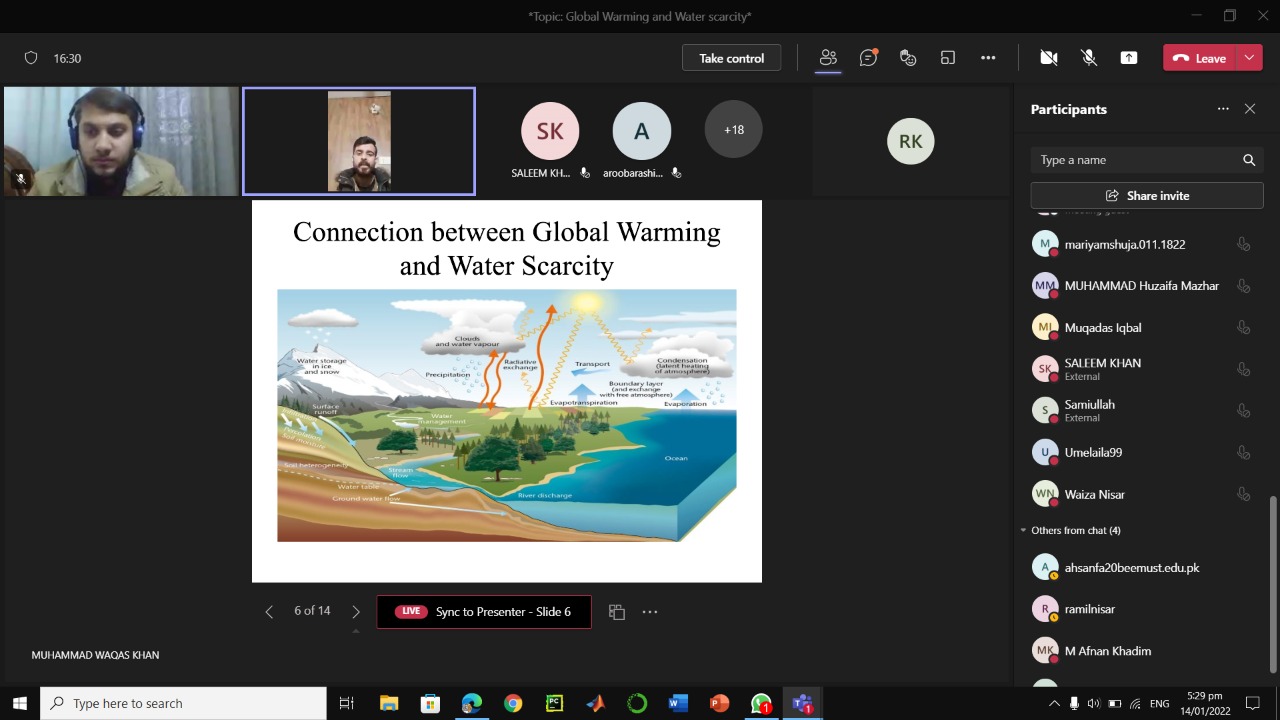 *Topic: Global Warming and Water scarcity*
16:30
Take control
Leave
SK
A
+18
RK
SALEEM KH...
aroobarashi...
Connection between Global Warming
and Water Scarcity
Clouds
and water vapour
Water storage
in ice
and snow
Radiative
exchange
Transport
Condensation
(latent heating
of atmosphere)
Precipitation
Boundary layer
(and exchange
with free atmosphere)
Evapotranspiration
Evaporation
Surface
runoff
Water
management
Soil heterogeneity
Stream
flow
Ocean
Water table
Ground water flow
River discharge
6 of 14
LIVE
Sync to Presenter - Slide 6
MUHAMMAD WAQAS KHAN
Participants
Type a name
Share invite
M mariyamshuja.011.1822
MM MUHAMMAD Huzaifa Mazhar
MI Muqadas Iqbal
SK SALEEM KHAN
External
S Samiullah
External
U Umelaila99
WN Waiza Nisar
Others from chat (4)
A ahsanfa20beemust.edu.pk
R ramilnisar
MK M Afnan Khadim
Type here to search
PC
W
P
1
1
ENG
5:29 pm
14/01/2022